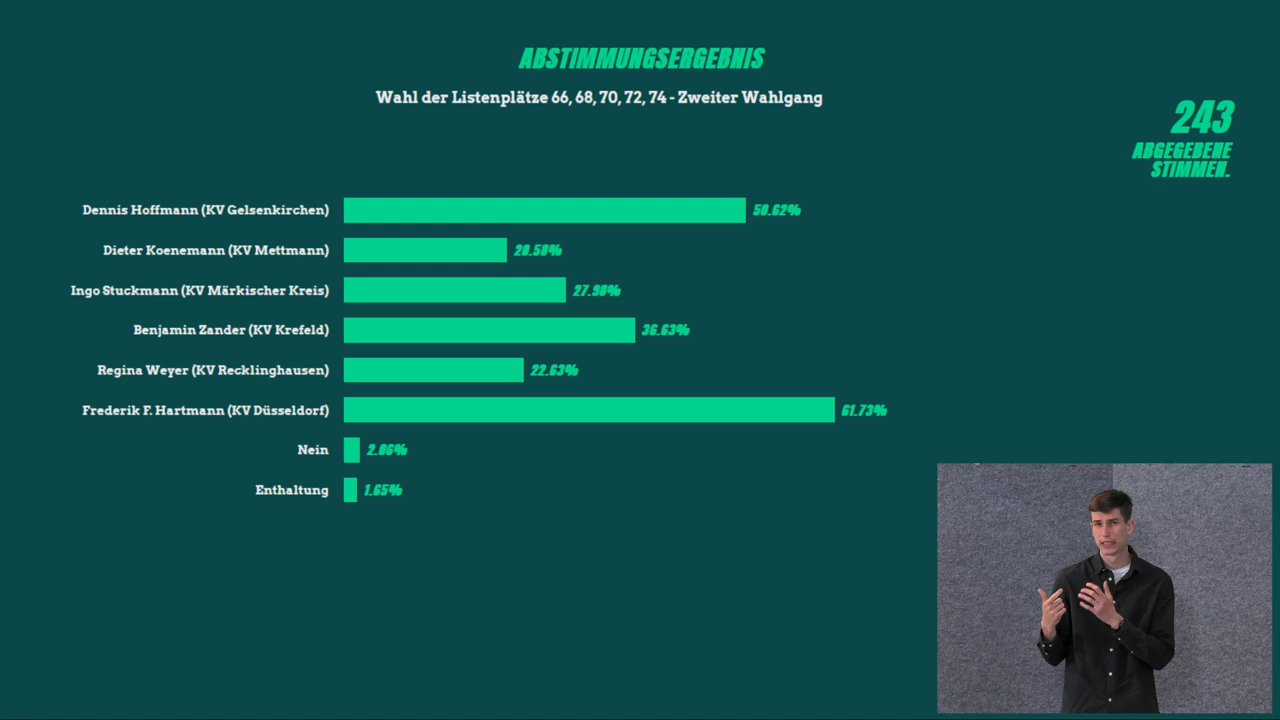 ABSTIMMUNGSERGEBNIS
Wahl der Listenplätze 66, 68, 70, 72, 74 - Zweiter Wahlgang
243
ABGEGEBENE
STIMMEN.
Dennis Hoffmann (KV Gelsenkirchen) 50.62%
Dieter Koenemann (KV Mettmann) 20.58%
Ingo Stuckmann (KV Märkischer Kreis) 27.98%
Benjamin Zander (KV Krefeld) 36.63%
Regina Weyer (KV Recklinghausen) 22.63%
Frederik F. Hartmann (KV Düsseldorf) 61.73%
Nein 2.06%
Enthaltung 1.65%